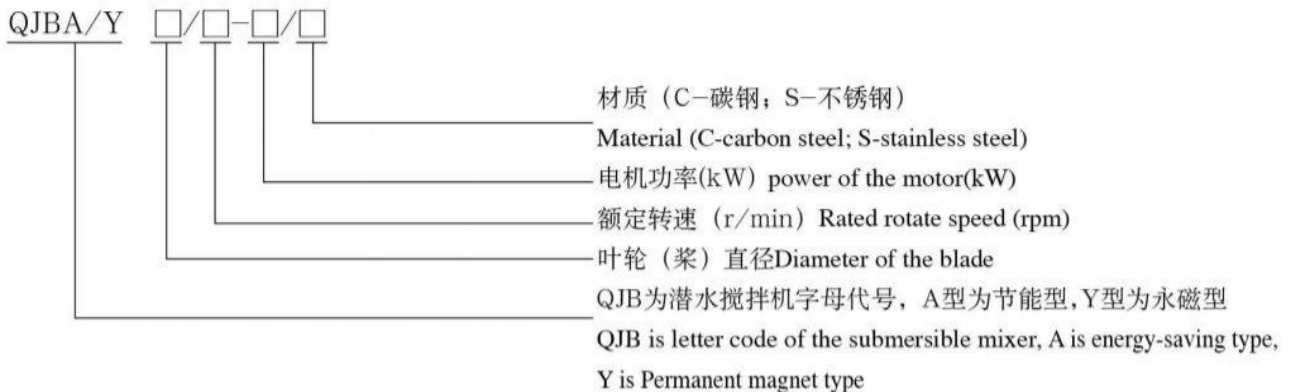 QJBA/Y □/□-□/□
材质（C-碳钢；S-不锈钢）
Material (C-carbon steel; S-stainless steel)
电机功率(kW) power of the motor(kW)
额定转速（r/min）Rated rotate speed (rpm)
叶轮（桨）直径Diameter of the blade
QJB为潜水搅拌机字母代号，A型为节能型,Y型为永磁型
QJB is letter code of the submersible mixer, A is energy-saving type,
Y is Permanent magnet type